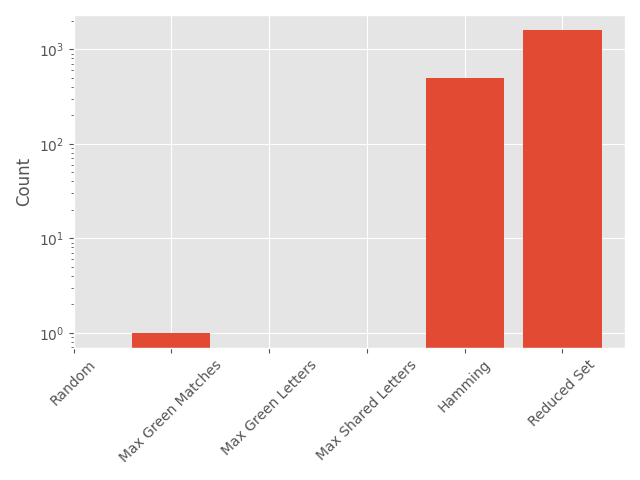 Count
10³
10²
10¹
10⁰
Random
Max Green Matches
Max Green Letters
Max Shared Letters
Hamming
Reduced Set